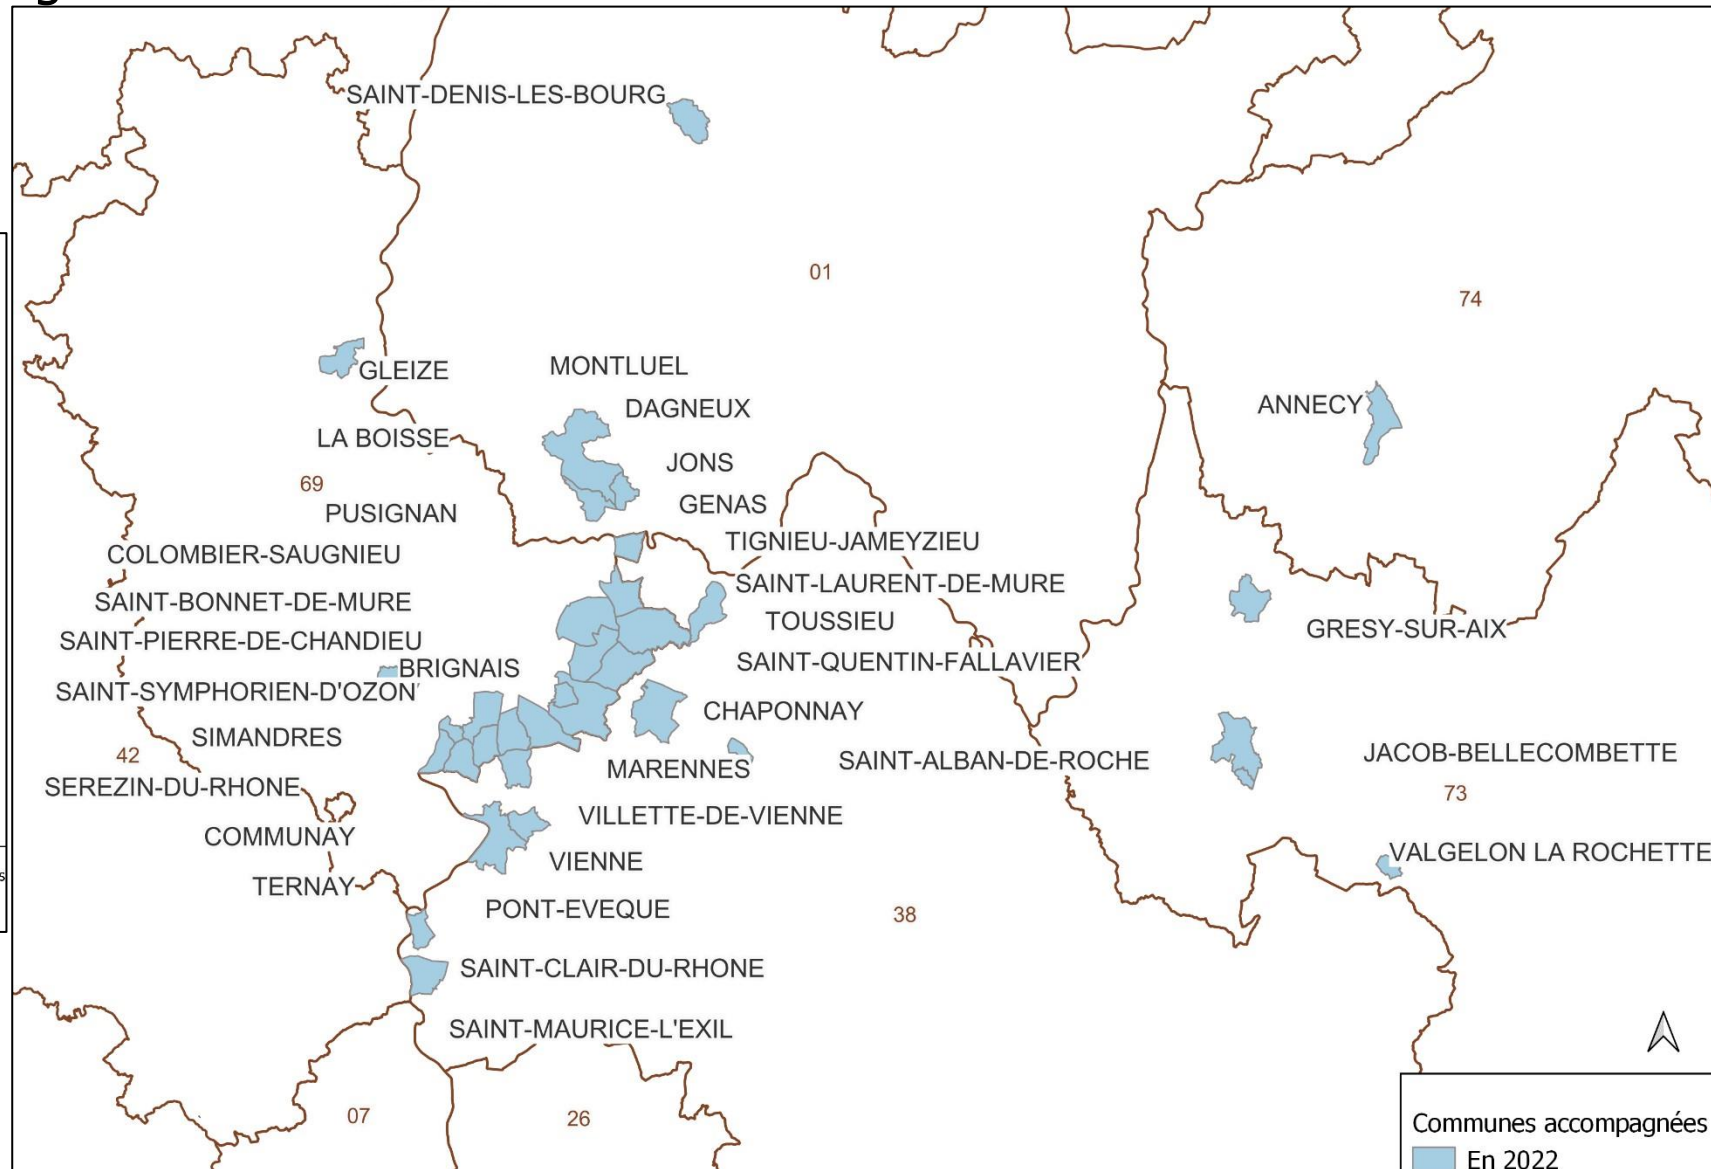 SAINT-DENIS-LES-BOURG
01
74
GLEIZE
MONTLUEL
ANNECY
DAGNEUX
LA BOISSE
JONS
69
GENAS
PUSIGNAN
TIGNIEU-JAMEYZIEU
COLOMBIER-SAUGNIEU
SAINT-LAURENT-DE-MURE
SAINT-BONNET-DE-MURE
TOUSSIEU
GRESY-SUR-AIX
SAINT-PIERRE-DE-CHANDIEU
SAINT-QUENTIN-FALLAVIER
BRIGNAIS
SAINT-SYMPHORIEN-D'OZON
CHAPONNAY
SIMANDRES
42
JACOB-BELLECOMBETTE
SAINT-ALBAN-DE-ROCHE
MARENNES
SEREZIN-DU-RHONE
73
VILLETTE-DE-VIENNE
COMMUNAY
VALGELON LA ROCHETTE
VIENNE
TERNAY
PONT-EVEQUE
38
SAINT-CLAIR-DU-RHONE
SAINT-MAURICE-L'EXIL
07
26
Communes accompagnées
En 2022